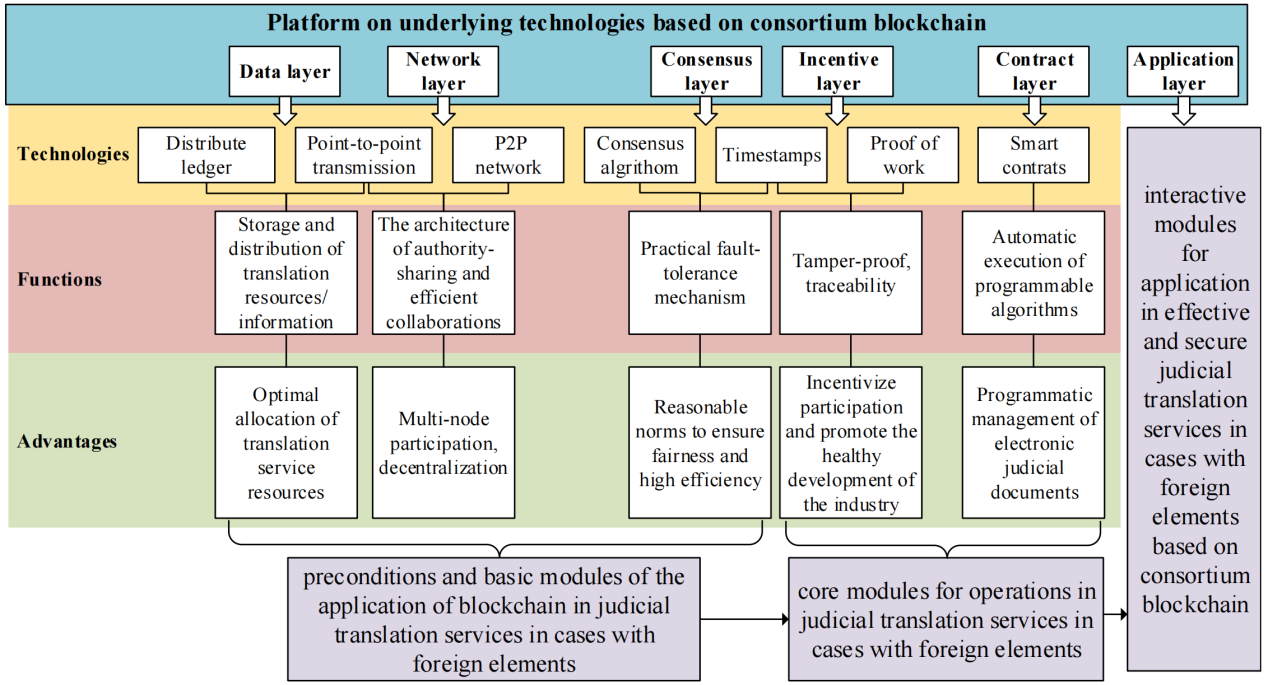 Platform on underlying technologies based on consortium blockchain
Data layer
Network
layer
Consensus
layer
Incentive
layer
Contract
layer
Application
layer
Technologies
Distribute
ledger
Point-to-point
transmission
P2P
network
Consensus
algrithom
Timestamps
Proof of
work
Smart
contrats
Functions
Storage and
distribution of
translation
resources/
information
The architecture
of authority-
sharing and
efficient
collaborations
Practical fault-
tolerance
mechanism
Tamper-proof,
traceability
Automatic
execution of
programmable
algorithms
Advantages
Optimal
allocation of
translation
service
resources
Multi-node
participation,
decentralization
Reasonable
norms to ensure
fairness and
high efficiency
Incentivize
participation
and promote the
healthy
development of
the industry
Programmatic
management of
electronic
judicial
documents
interactive
modules
for
application
in effective
and secure
judicial
translation
services in
cases with
foreign
elements
based on
consortium
blockchain
preconditions and basic modules of the
application of blockchain in judicial
translation services in cases with
foreign elements
core modules for operations in
judicial translation services in
cases with foreign elements